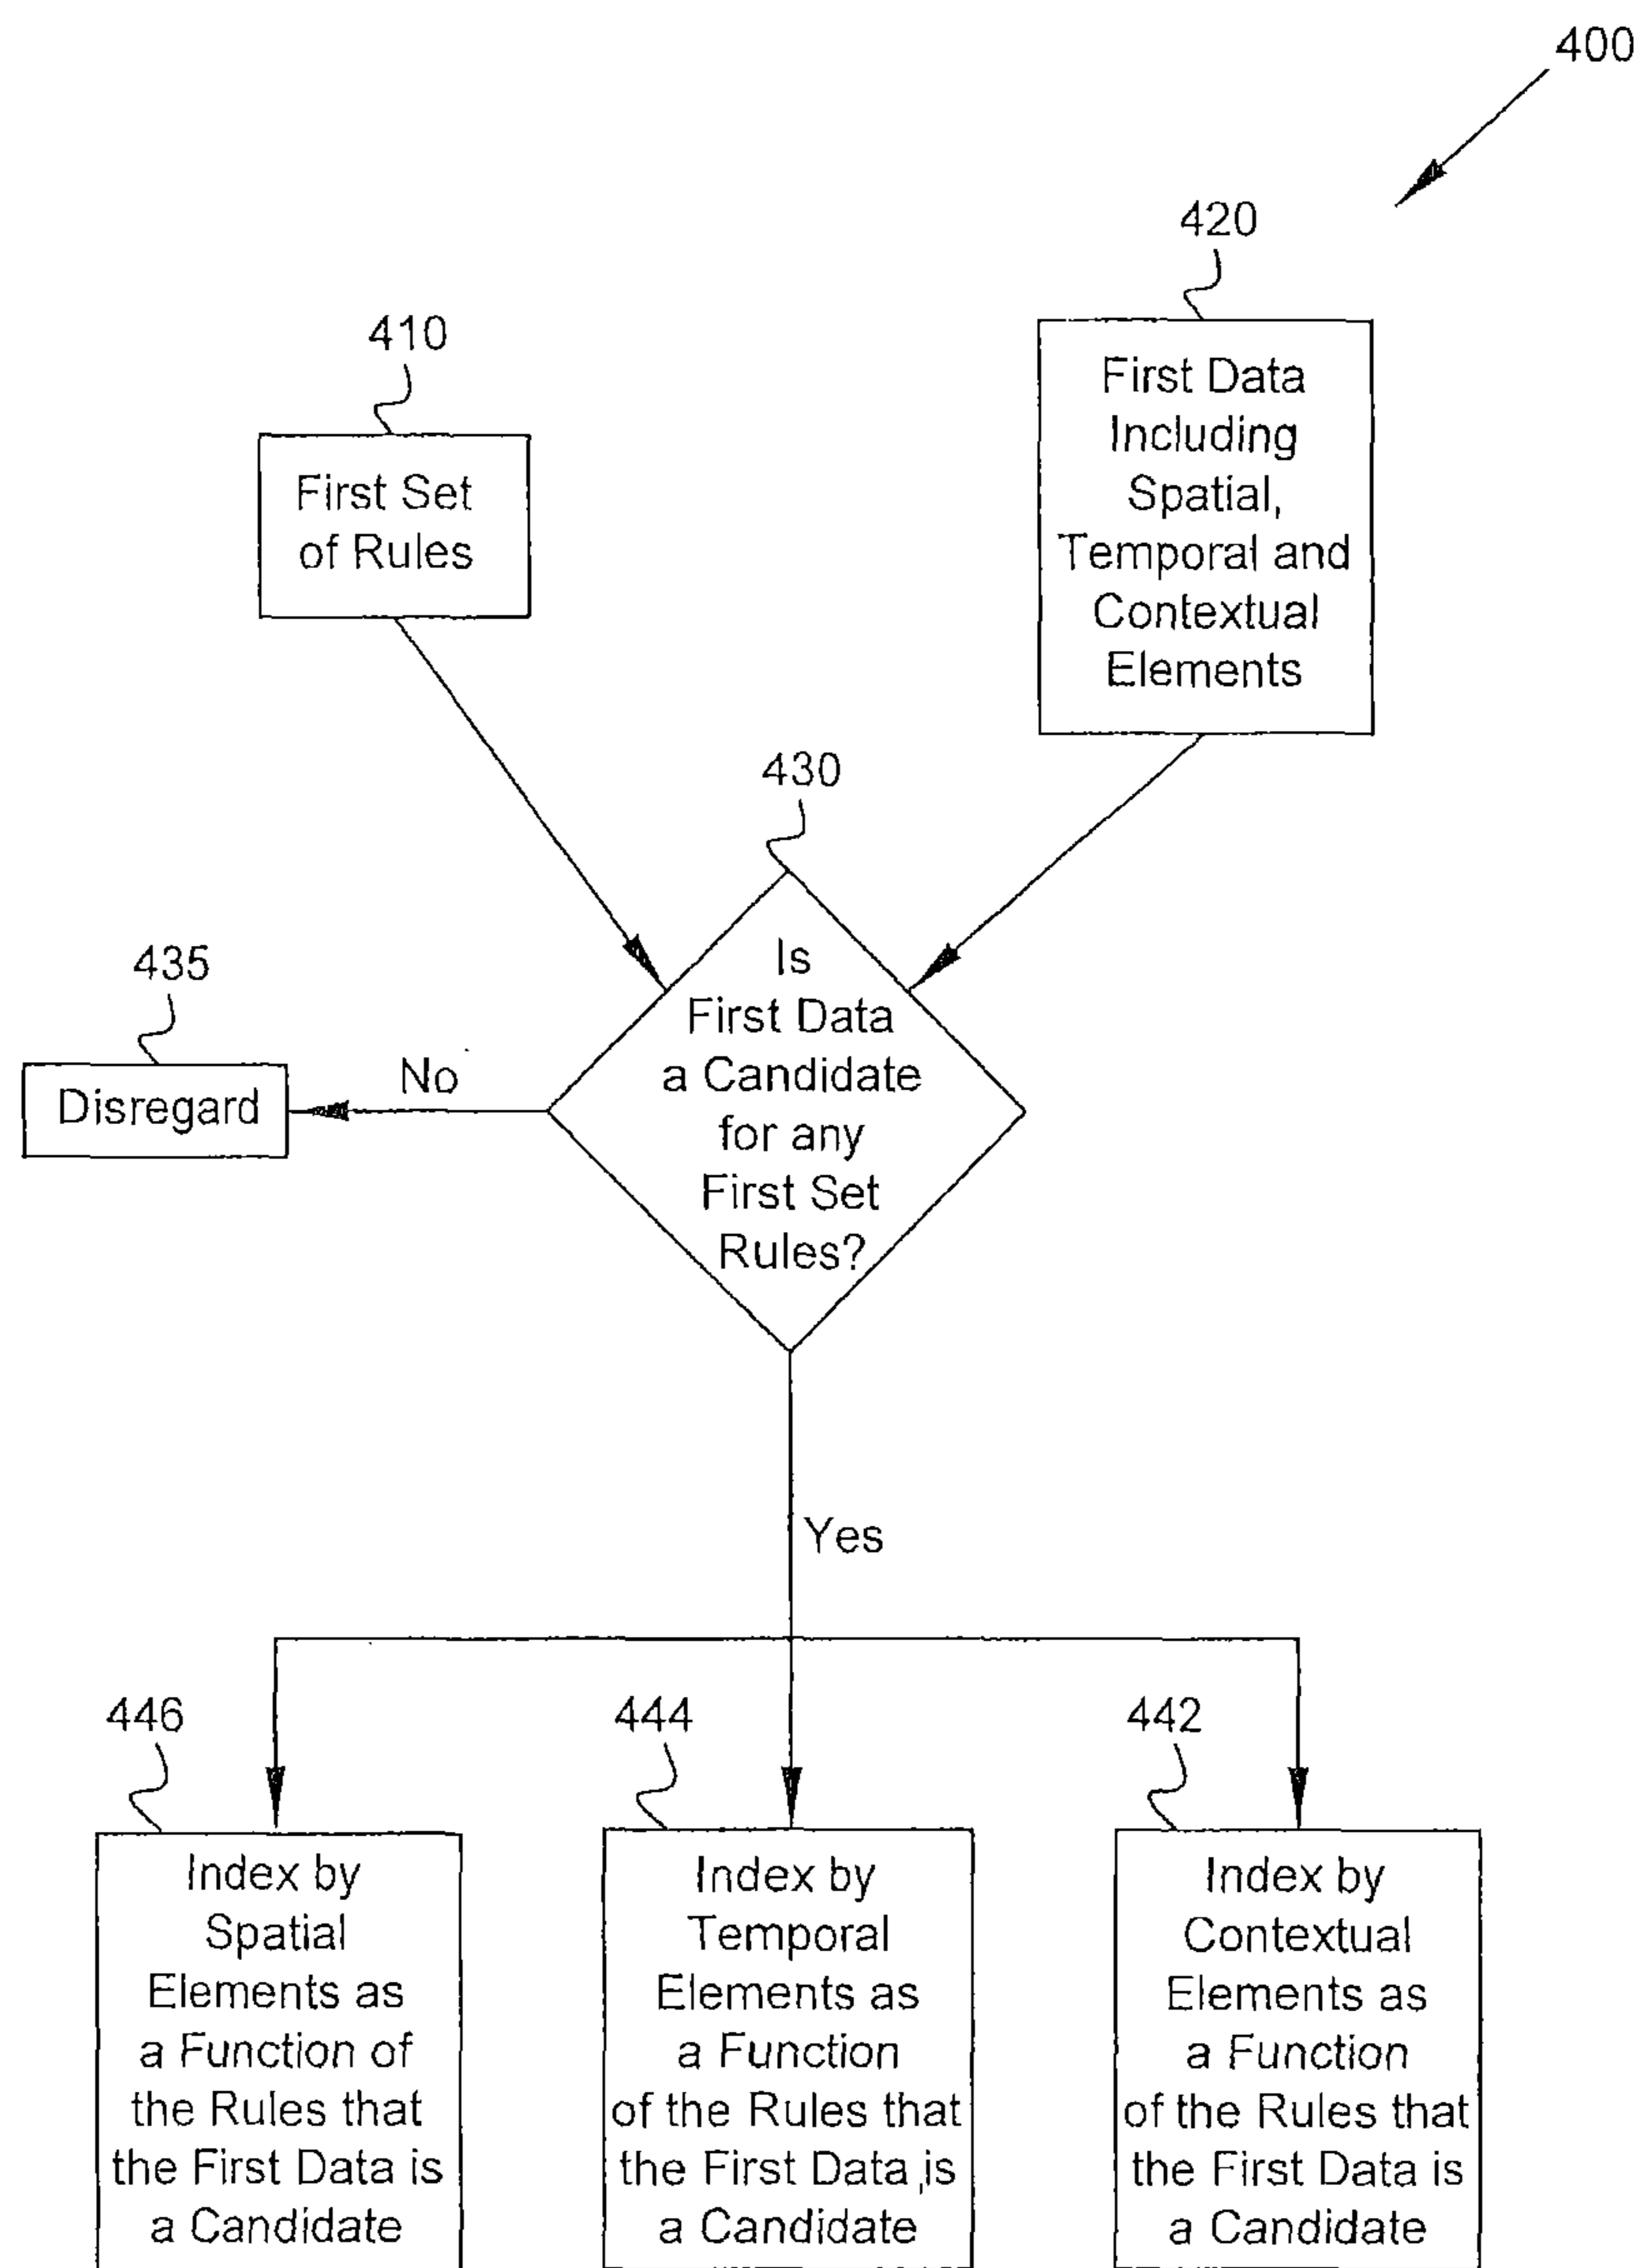 400
420
First Data
Including
Spatial,
Temporal and
Contextual
Elements
410
First Set
of Rules
430
Is
First Data
a Candidate
for any
First Set
Rules?
435
No
Disregard
Yes
446
Index by
Spatial
Elements as
a Function of
the Rules that
the First Data is
a Candidate
444
Index by
Temporal
Elements as
a Function
of the Rules that
the First Data is
a Candidate
442
Index by
Contextual
Elements as
a Function
of the Rules that
the First Data is
a Candidate